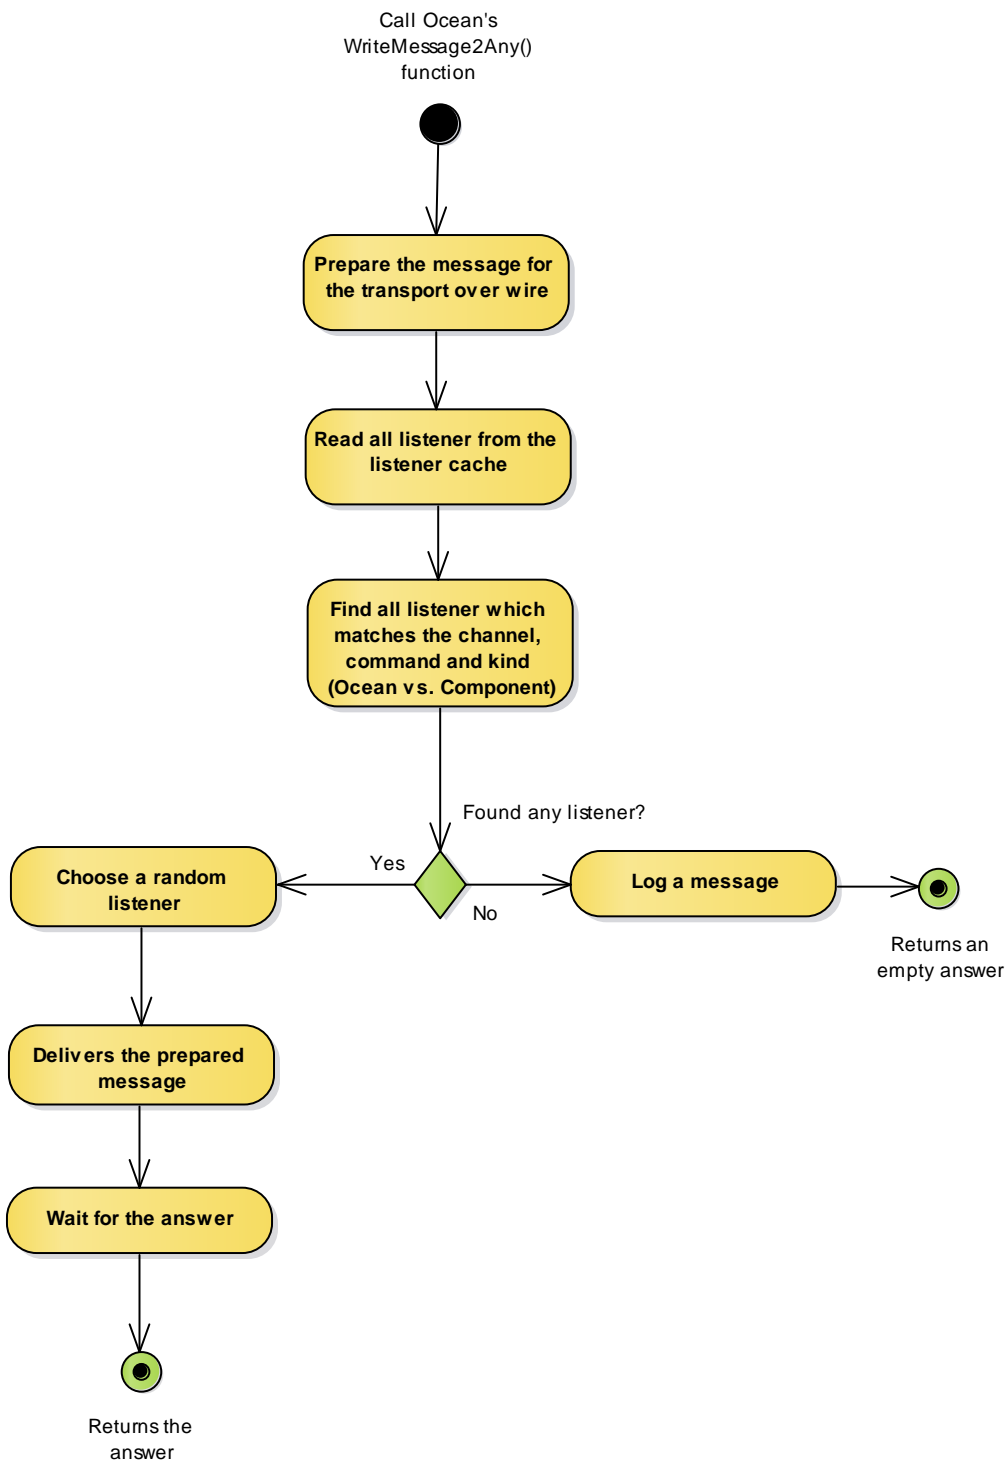 Call Ocean's
WriteMessage2Any()
function
Prepare the message for
the transport over wire
Read all listener from the
listener cache
Find all listener which
matches the channel,
command and kind
(Ocean vs. Component)
Found any listener?
Yes
No
Choose a random
listener
Log a message
Returns an
empty answer
Delivers the prepared
message
Wait for the answer
Returns the
answer